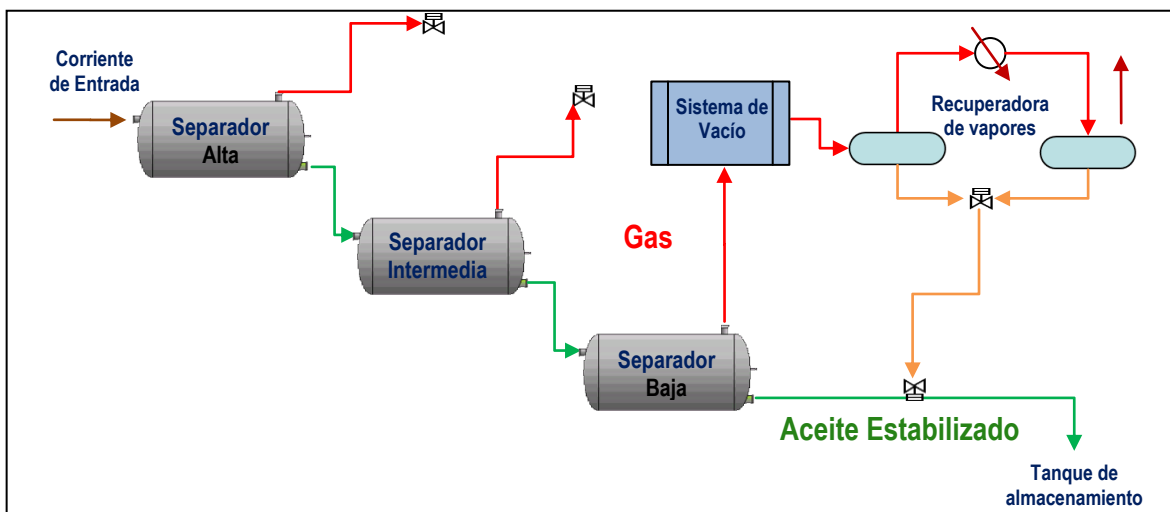 Corriente
de Entrada
Separador
Alta
Separador
Intermedia
Separador
Baja
Gas
Sistema de
Vacío
Recuperadora
de vapores
Aceite Estabilizado
Tanque de
almacenamiento